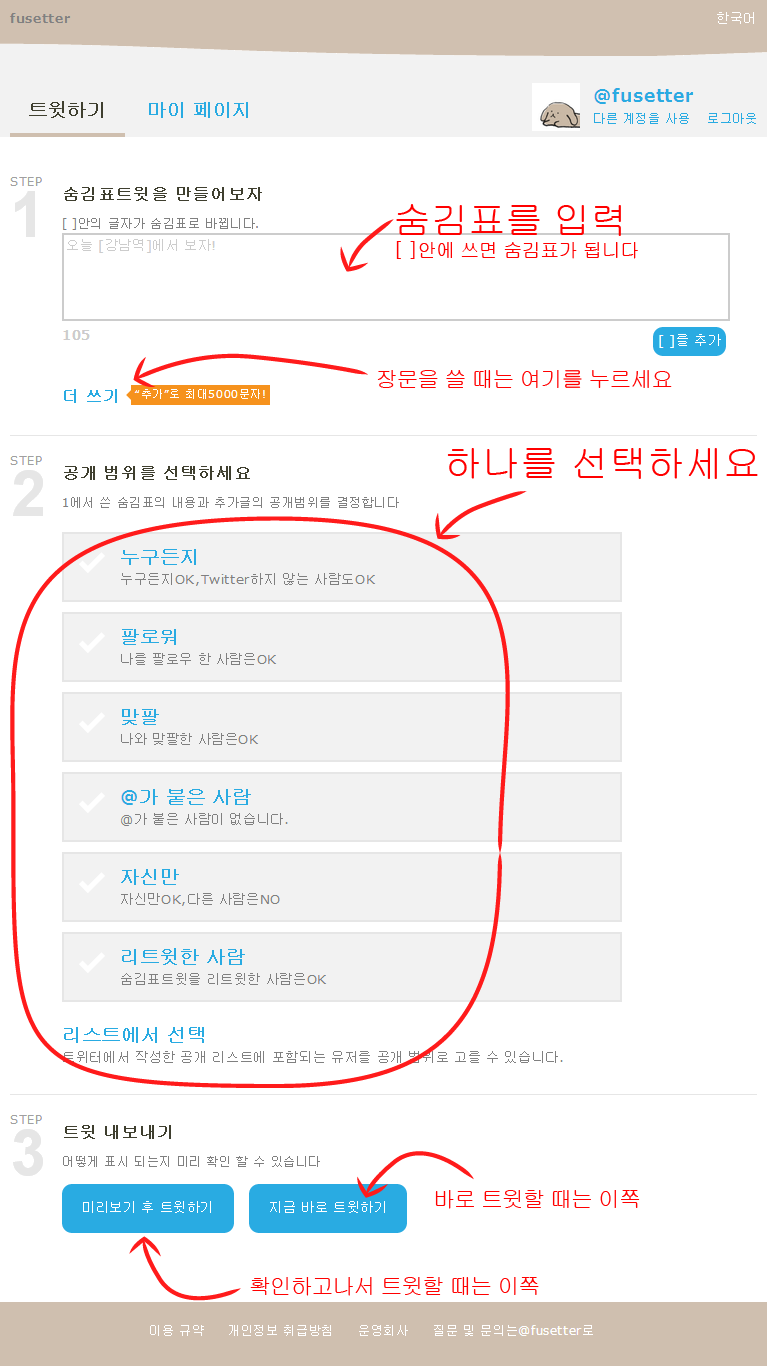 fusetter
한국어
트윗하기
마이 페이지
@fusetter
다른 계정을 사용
로그아웃
STEP
1
숨김표트윗을 만들어보자
[ ]안의 글자가 숨김표로 바뀝니다.
숨김표를 입력
[ ]안에 쓰면 숨김표가 됩니다
오늘 [강남역]에서 보자!
105
[ ]를 추가
장문을 쓸 때는 여기를 누르세요
더 쓰기
“추가”로 최대5000문자!
하나를 선택하세요
STEP
2
공개 범위를 선택하세요
1에서 쓴 숨김표의 내용과 추가글의 공개범위를 결정합니다
누구든지
누구든지OK,Twitter하지 않는 사람도OK
팔로워
나를 팔로우 한 사람은OK
맞팔
나와 맞팔한 사람은OK
@가 붙은 사람
@가 붙은 사람이 없습니다.
자신만
자신만OK,다른 사람은NO
리트윗한 사람
숨김표트윗을 리트윗한 사람은OK
리스트에서 선택
트위터에서 작성한 공개 리스트에 포함되는 유저를 공개 범위로 고를 수 있습니다.
STEP
3
트윗 내보내기
어떻게 표시 되는지 미리 확인 할 수 있습니다
미리보기 후 트윗하기
지금 바로 트윗하기
바로 트윗할 때는 이쪽
확인하고나서 트윗할 때는 이쪽
이용 규약
개인정보 취급방침
운영회사
질문 및 문의는@fusetter로